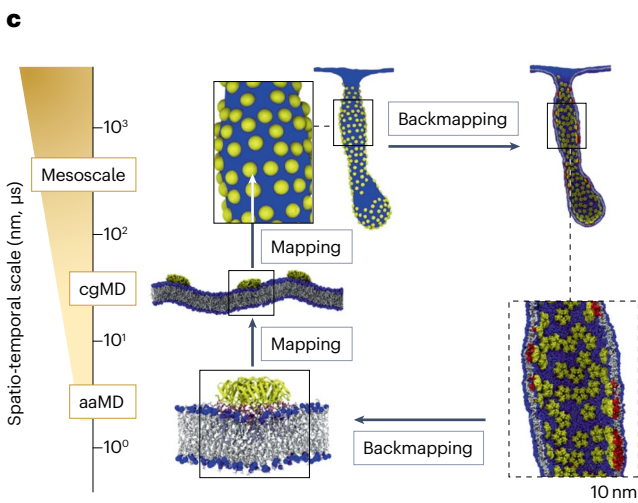 c
Spatio-temporal scale (nm, μs)
10³
Mesoscale
10²
cgMD
10¹
aaMD
10⁰
Backmapping
Mapping
Mapping
Backmapping
10 nm